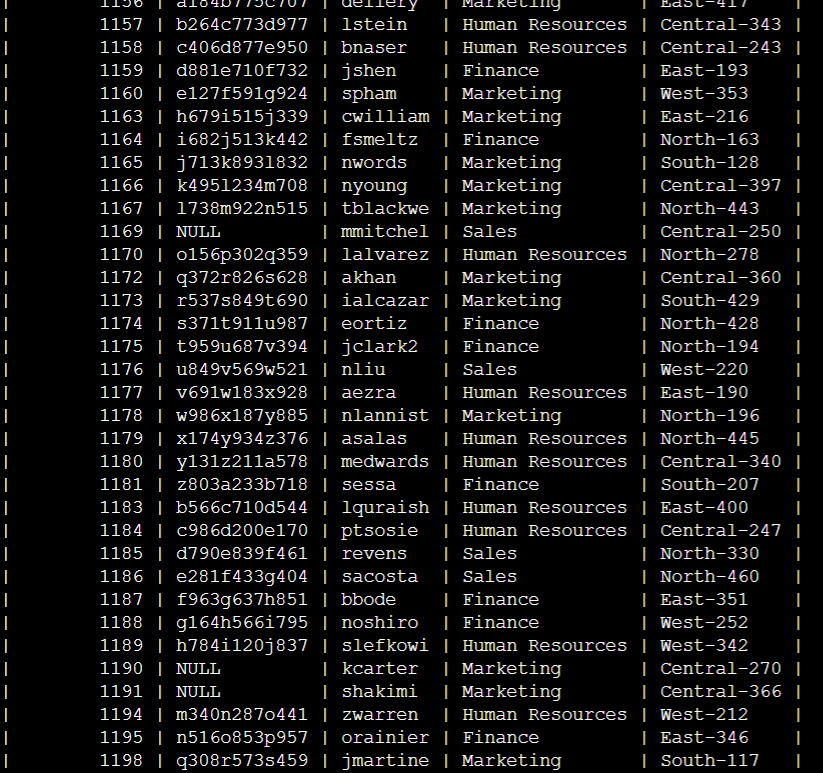 | 1156 | a184b775c707 | dellery | Marketing | East-417 |
| 1157 | b264c773d977 | lstein | Human Resources | Central-343 |
| 1158 | c406d877e950 | bnaser | Human Resources | Central-243 |
| 1159 | d881e710f732 | jshen | Finance | East-193 |
| 1160 | e127f591g924 | spham | Marketing | West-353 |
| 1163 | h679i515j339 | cwilliam | Marketing | East-216 |
| 1164 | i682j513k442 | fsmeltz | Finance | North-163 |
| 1165 | j713k893l832 | nwords | Marketing | South-128 |
| 1166 | k495l234m708 | nyoung | Marketing | Central-397 |
| 1167 | l738m922n515 | tblackwe | Marketing | North-443 |
| 1169 | NULL | mmitchel | Sales | Central-250 |
| 1170 | o156p302q359 | lalvarez | Human Resources | North-278 |
| 1172 | q372r826s628 | akhan | Marketing | Central-360 |
| 1173 | r537s849t690 | ialcazar | Marketing | South-429 |
| 1174 | s371t911u987 | eortiz | Finance | North-428 |
| 1175 | t959u687v394 | jclark2 | Finance | North-194 |
| 1176 | u849v569w521 | nliu | Sales | West-220 |
| 1177 | v691w183x928 | aezra | Human Resources | East-190 |
| 1178 | w986x187y885 | nlannist | Marketing | North-196 |
| 1179 | x174y934z376 | asalas | Human Resources | North-445 |
| 1180 | y131z211a578 | medwards | Human Resources | Central-340 |
| 1181 | z803a233b718 | sessa | Finance | South-207 |
| 1183 | b566c710d544 | lquraish | Human Resources | East-400 |
| 1184 | c986d200e170 | ptsosie | Human Resources | Central-247 |
| 1185 | d790e839f461 | revens | Sales | North-330 |
| 1186 | e281f433g404 | sacosta | Sales | North-460 |
| 1187 | f963g637h851 | bbode | Finance | East-351 |
| 1188 | g164h566i795 | noshiro | Finance | West-252 |
| 1189 | h784i120j837 | slefkowi | Human Resources | West-342 |
| 1190 | NULL | kcarter | Marketing | Central-270 |
| 1191 | NULL | shakimi | Marketing | Central-366 |
| 1194 | m340n287o441 | zwarren | Human Resources | West-212 |
| 1195 | n516o853p957 | orainier | Finance | East-346 |
| 1198 | q308r573s459 | jmartine | Marketing | South-117 |